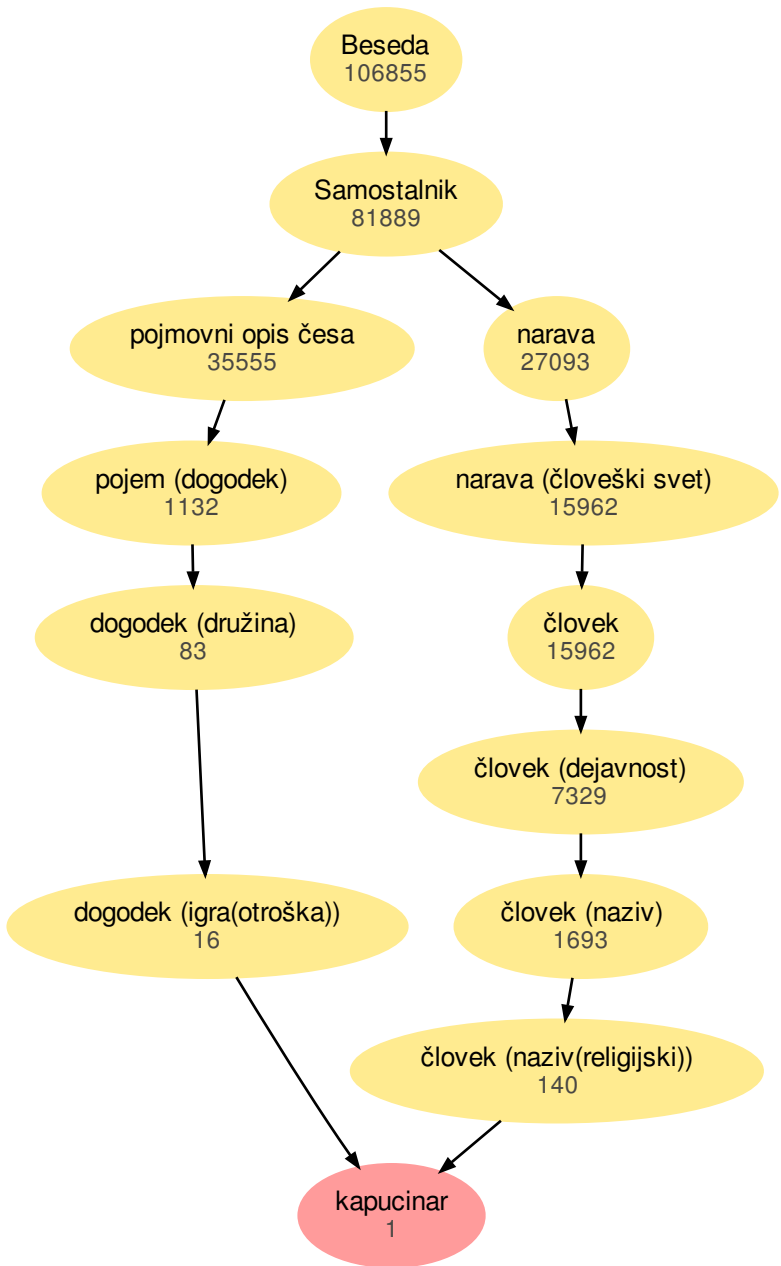 Beseda
106855
Samostalnik
81889
pojmovni opis česa
35555
narava
27093
pojem (dogodek)
1132
narava (človeški svet)
15962
dogodek (družina)
83
človek
15962
človek (dejavnost)
7329
dogodek (igra(otroška))
16
človek (naziv)
1693
človek (naziv(religijski))
140
kapucinar
1